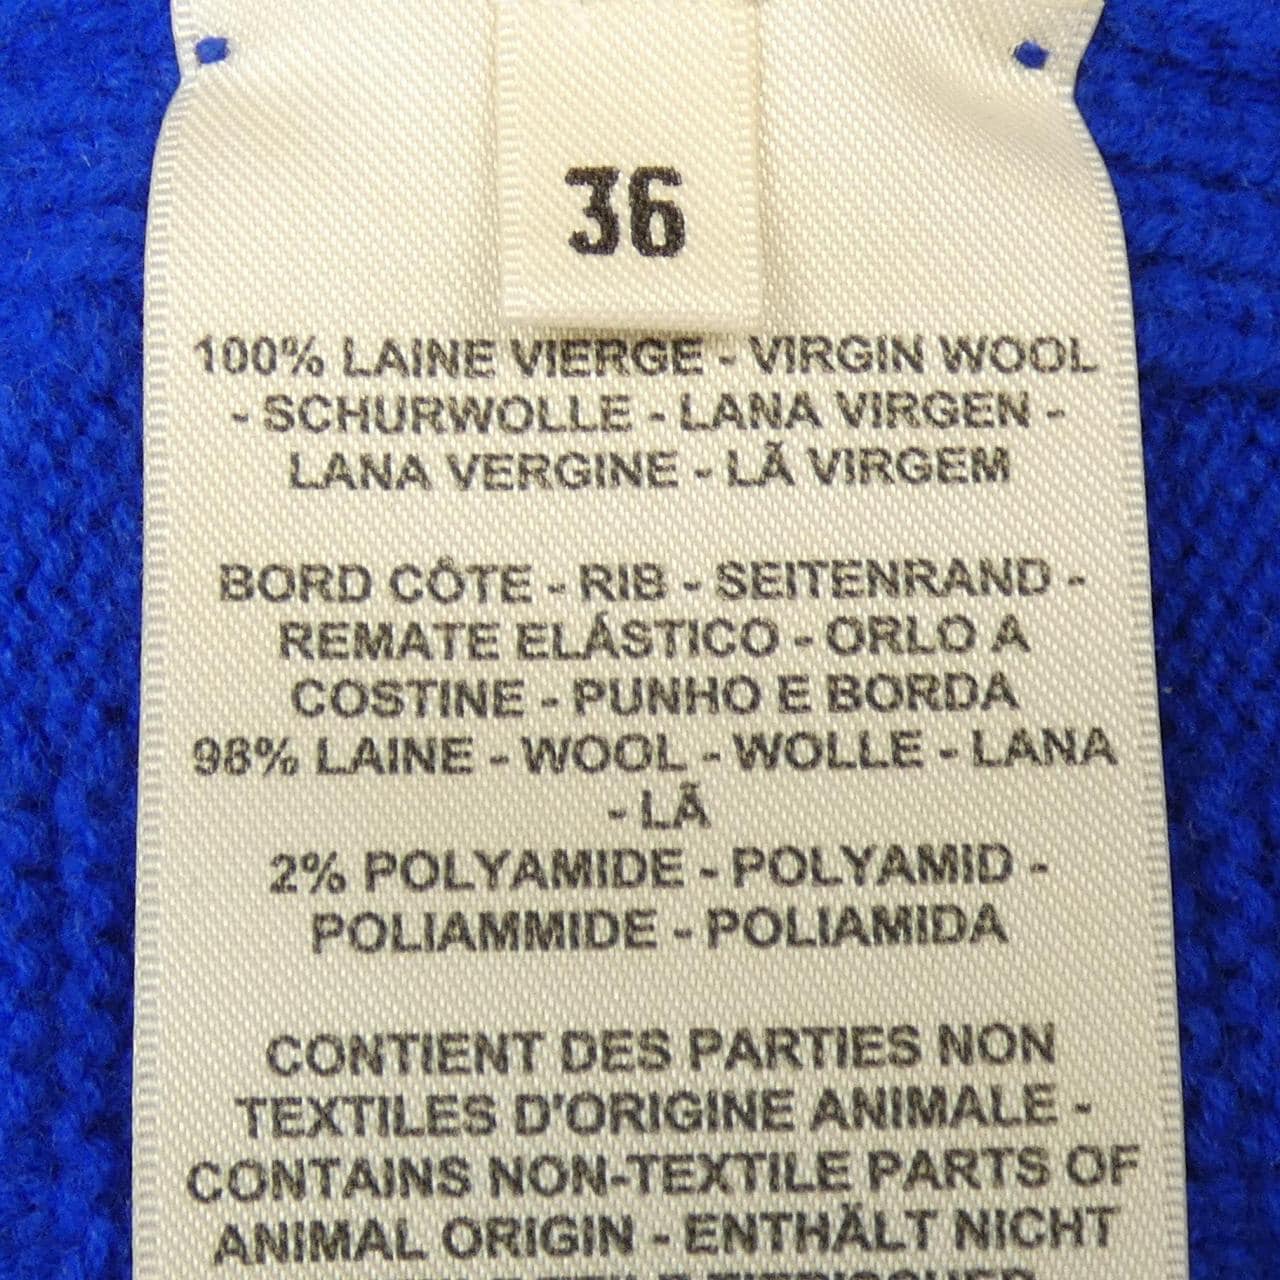 36
100% LAINE VIERGE - VIRGIN WOOL
- SCHURWOLLE - LANA VIRGEN -
LANA VERGINE - LÃ VIRGEM
BORD CÔTE - RIB - SEITENRAND -
REMATE ELÁSTICO - ORLO A
COSTINE - PUNHO E BORDA
98% LAINE - WOOL - WOLLE - LANA
- LÃ
2% POLYAMIDE - POLYAMID -
POLIAMMIDE - POLIAMIDA
CONTIENT DES PARTIES NON
TEXTILES D'ORIGINE ANIMALE -
CONTAINS NON-TEXTILE PARTS OF
ANIMAL ORIGIN - ENTHÄLT NICHT